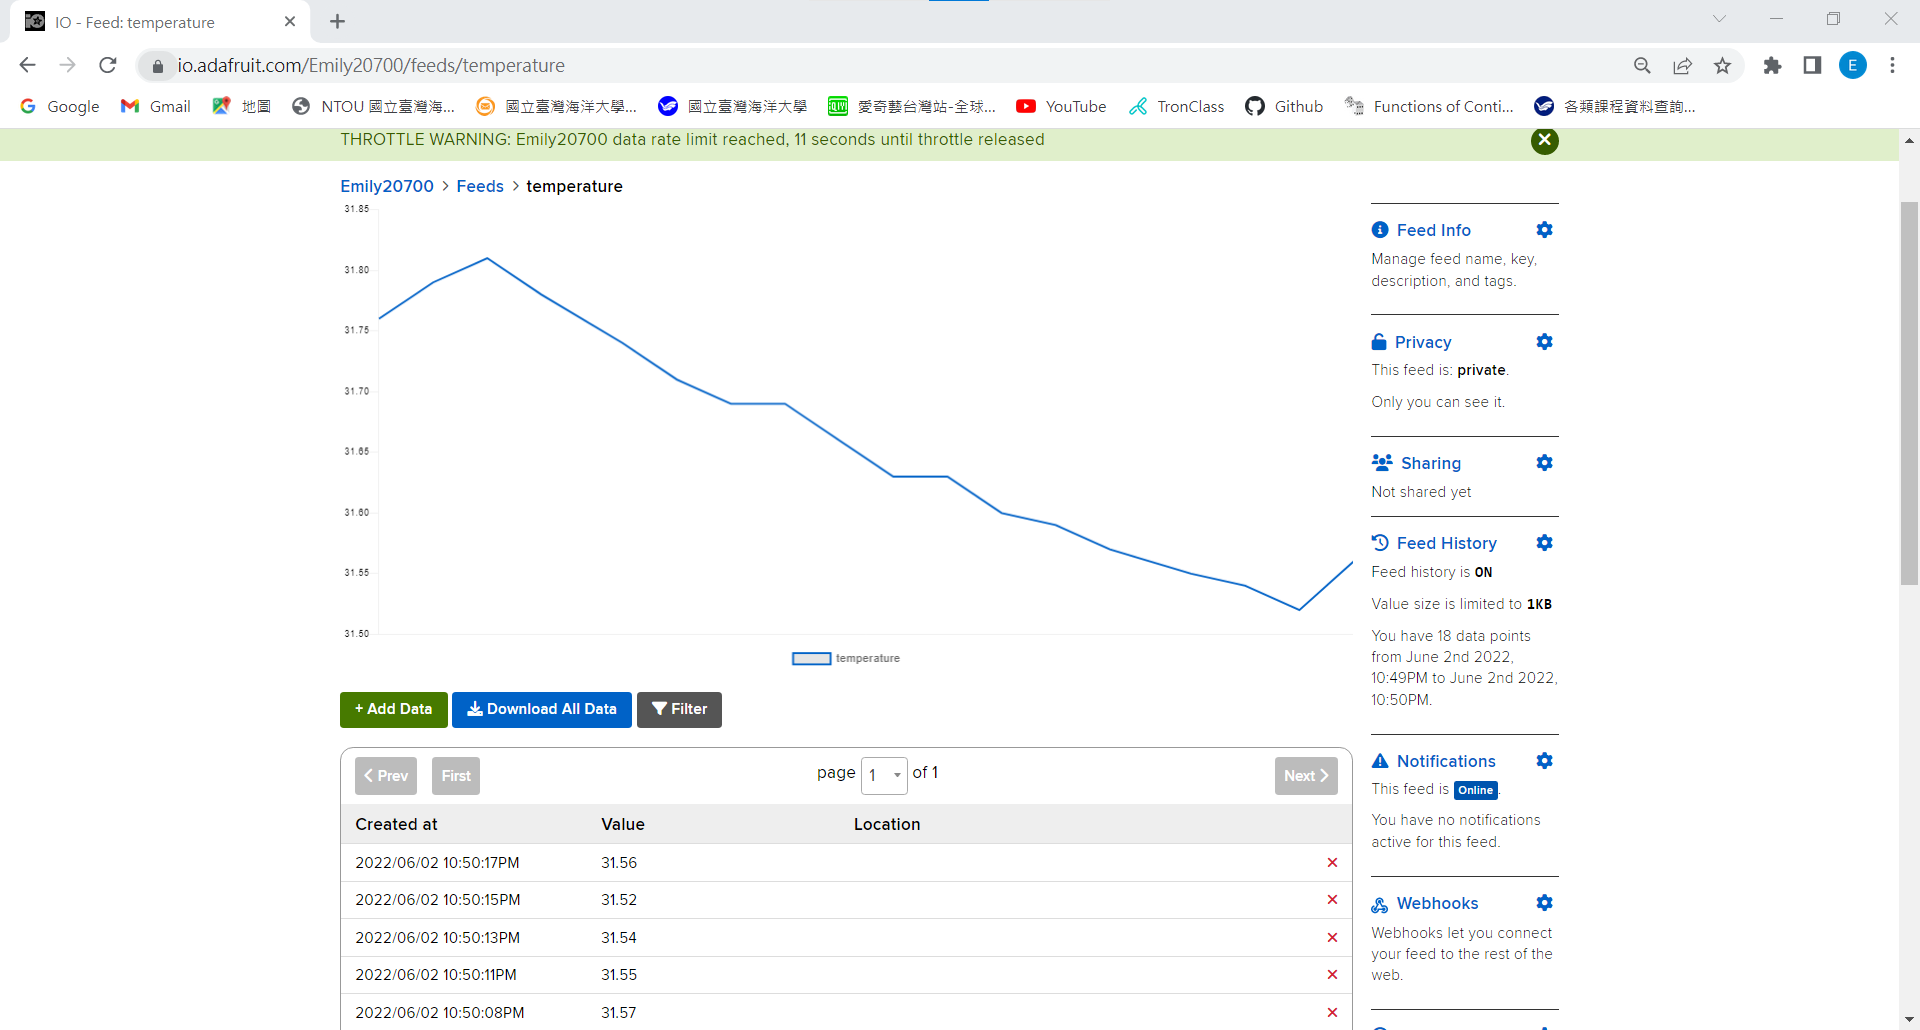 IO - Feed: temperature
io.adafruit.com/Emily20700/feeds/temperature
E
Google Gmail 地圖 NTOU 國立臺灣海... 國立臺灣海洋大學... 國立臺灣海洋大學 愛奇藝台灣站-全球... YouTube TronClass Github Functions of Conti... 各類課程資料查詢...
THROTTLE WARNING: Emily20700 data rate limit reached, 11 seconds until throttle released
Emily20700 > Feeds > temperature
31.85
31.80
31.75
31.70
31.65
31.60
31.55
31.50
temperature
+ Add Data Download All Data Filter
Prev First page 1 of 1 Next
Created at Value Location
2022/06/02 10:50:17PM 31.56
2022/06/02 10:50:15PM 31.52
2022/06/02 10:50:13PM 31.54
2022/06/02 10:50:11PM 31.55
2022/06/02 10:50:08PM 31.57
Feed Info
Manage feed name, key,
description, and tags.
Privacy
This feed is: private.
Only you can see it.
Sharing
Not shared yet
Feed History
Feed history is ON
Value size is limited to 1KB
You have 18 data points
from June 2nd 2022,
10:49PM to June 2nd 2022,
10:50PM.
Notifications
This feed is Online.
You have no notifications
active for this feed.
Webhooks
Webhooks let you connect
your feed to the rest of the
web.